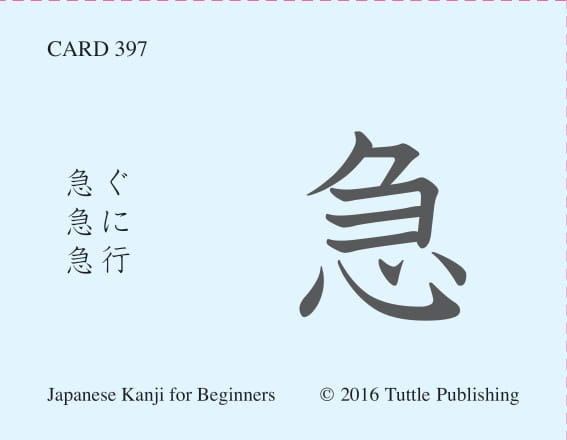 CARD 397
急ぐ
急に
急行
急
Japanese Kanji for Beginners
© 2016 Tuttle Publishing